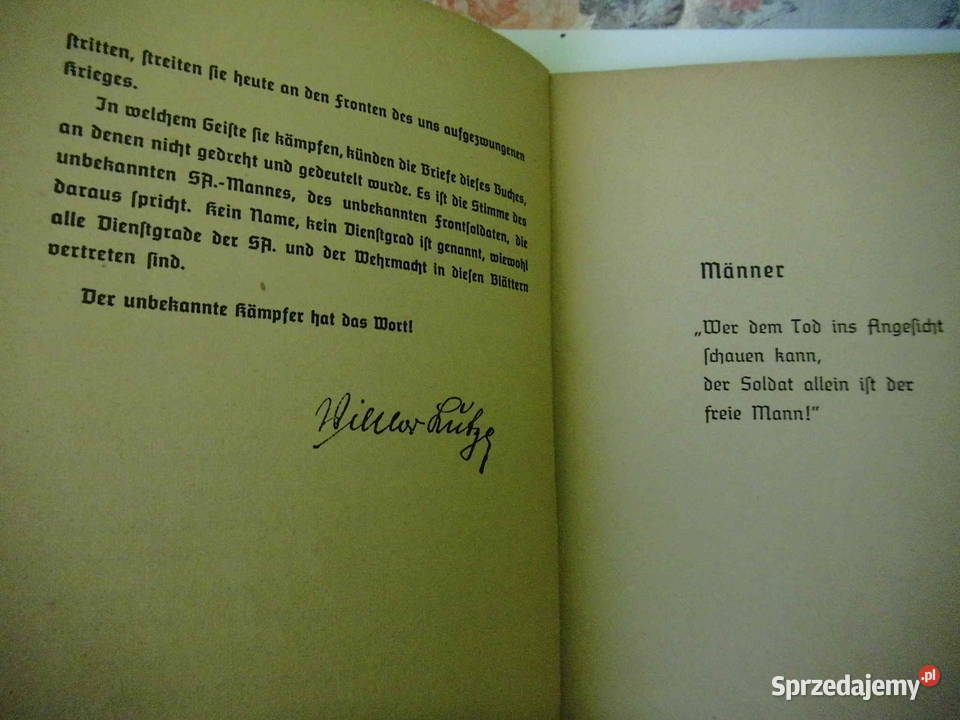 stritten, streiten sie heute an den Fronten des uns aufgezwungenen
Krieges.
In welchem Geiste sie kämpfen, künden die Briefe dieses Buches,
an denen nicht gedreht und gedeutelt wurde. Es ist die Stimme des
unbekannten SA.-Mannes, des unbekannten Frontsoldaten, die
daraus spricht. Kein Name, kein Dienstgrad ist genannt, wiewohl
alle Dienstgrade der SA. und der Wehrmacht in diesen Blättern
vertreten sind.
Der unbekannte Kämpfer hat das Wort!
Viktor Lutze
Männer
„Wer dem Tod ins Angesicht
schauen kann,
der Soldat allein ist der
freie Mann!“
Sprzedajemy.pl